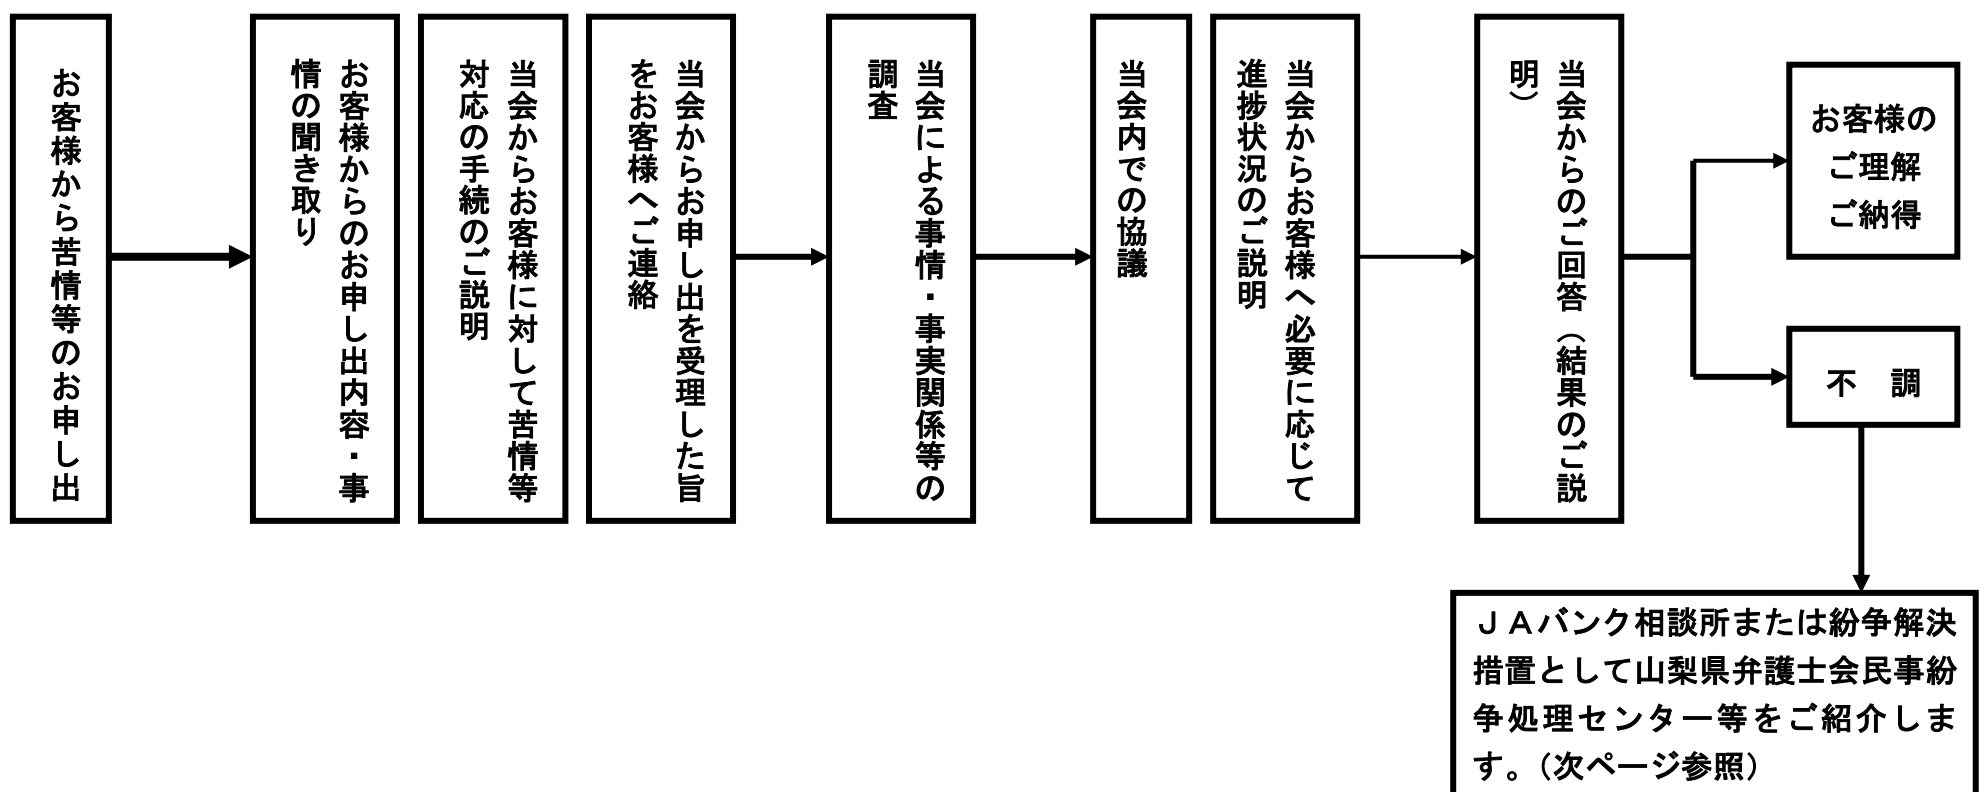 お客様から苦情等のお申し出
お客様からのお申し出内容・事
情の聞き取り
当会からお客様に対して苦情等
対応の手続のご説明
当会からお申し出を受理した旨
をお客様へご連絡
当会による事情・事実関係等の
調査
当会内での協議
当会からお客様へ必要に応じて
進捗状況のご説明
当会からのご回答（結果のご説
明）
お客様の
ご理解
ご納得
不　調
ＪＡバンク相談所または紛争解決
措置として山梨県弁護士会民事紛
争処理センター等をご紹介しま
す。（次ページ参照）